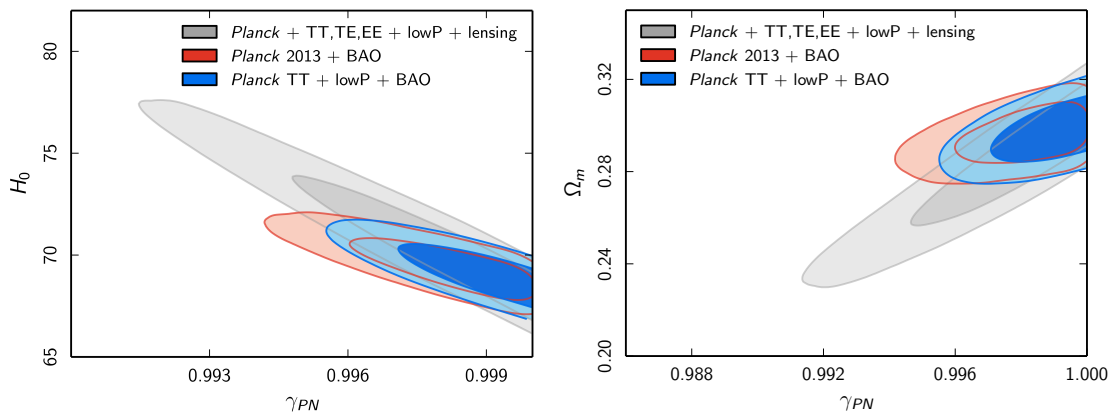 Planck + TT,TE,EE + lowP + lensing
Planck 2013 + BAO
Planck TT + lowP + BAO
80
75
70
65
H₀
0.993
0.996
0.999
γPN
Planck + TT,TE,EE + lowP + lensing
Planck 2013 + BAO
Planck TT + lowP + BAO
0.32
0.28
0.24
0.20
Ωm
0.988
0.992
0.996
1.000
γPN